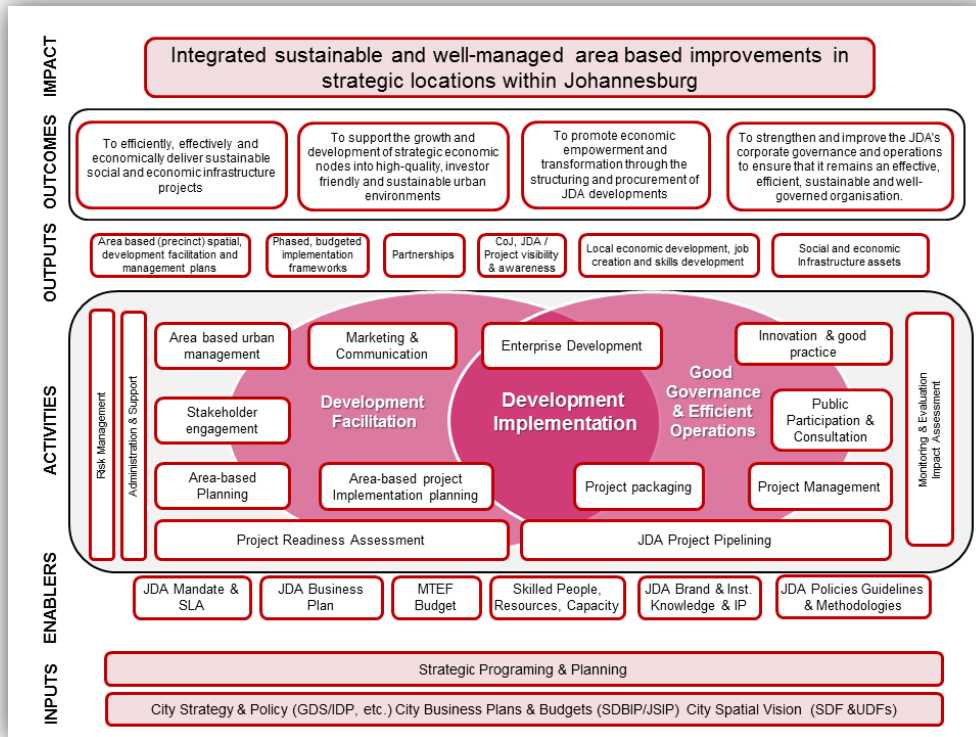 IMPACT
Integrated sustainable and well-managed area based improvements in
strategic locations within Johannesburg
OUTCOMES
To efficiently, effectively and
economically deliver sustainable
social and economic infrastructure
projects
To support the growth and
development of strategic economic
nodes into high-quality, investor
friendly and sustainable urban
environments
To promote economic
empowerment and
transformation through the
structuring and procurement of
JDA developments
To strengthen and improve the JDA's
corporate governance and operations
to ensure that it remains an effective,
efficient, sustainable and well-
governed organisation.
OUTPUTS
Area based (precinct) spatial,
development facilitation and
management plans
Phased, budgeted
implementation
frameworks
Partnerships
CoJ, JDA /
Project visibility
& awareness
Local economic development, job
creation and skills development
Social and economic
Infrastructure assets
ACTIVITIES
Risk Management
Administration & Support
Area based urban
management
Marketing &
Communication
Enterprise Development
Innovation & good
practice
Stakeholder
engagement
Development
Facilitation
Development
Implementation
Good
Governance
& Efficient
Operations
Public
Participation &
Consultation
Area-based
Planning
Area-based project
Implementation planning
Project packaging
Project Management
Project Readiness Assessment
JDA Project Pipelining
Monitoring & Evaluation
Impact Assessment
ENABLERS
JDA Mandate &
SLA
JDA Business
Plan
MTEF
Budget
Skilled People,
Resources, Capacity
JDA Brand & Inst.
Knowledge & IP
JDA Policies Guidelines
& Methodologies
INPUTS
Strategic Programing & Planning
City Strategy & Policy (GDS/IDP, etc.) City Business Plans & Budgets (SDBIP/JSIP) City Spatial Vision (SDF &UDFs)